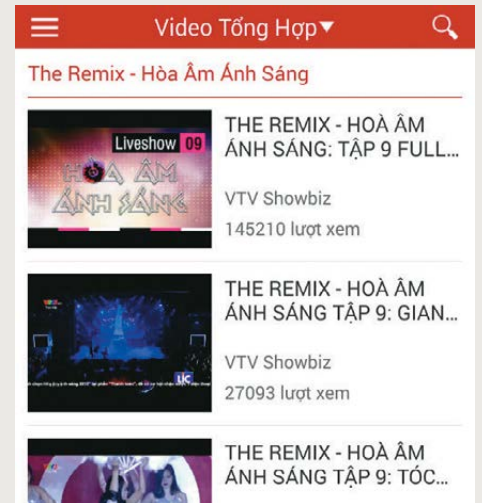 Video Tổng Hợp▼
The Remix - Hòa Âm Ánh Sáng
Liveshow 09
HOÀ ÂM
ÁNH SÁNG
THE REMIX - HOÀ ÂM
ÁNH SÁNG: TẬP 9 FULL...
VTV Showbiz
145210 lượt xem
THE REMIX - HOÀ ÂM
ÁNH SÁNG TẬP 9: GIAN...
VTV Showbiz
27093 lượt xem
THE REMIX - HOÀ ÂM
ÁNH SÁNG TẬP 9: TÓC...